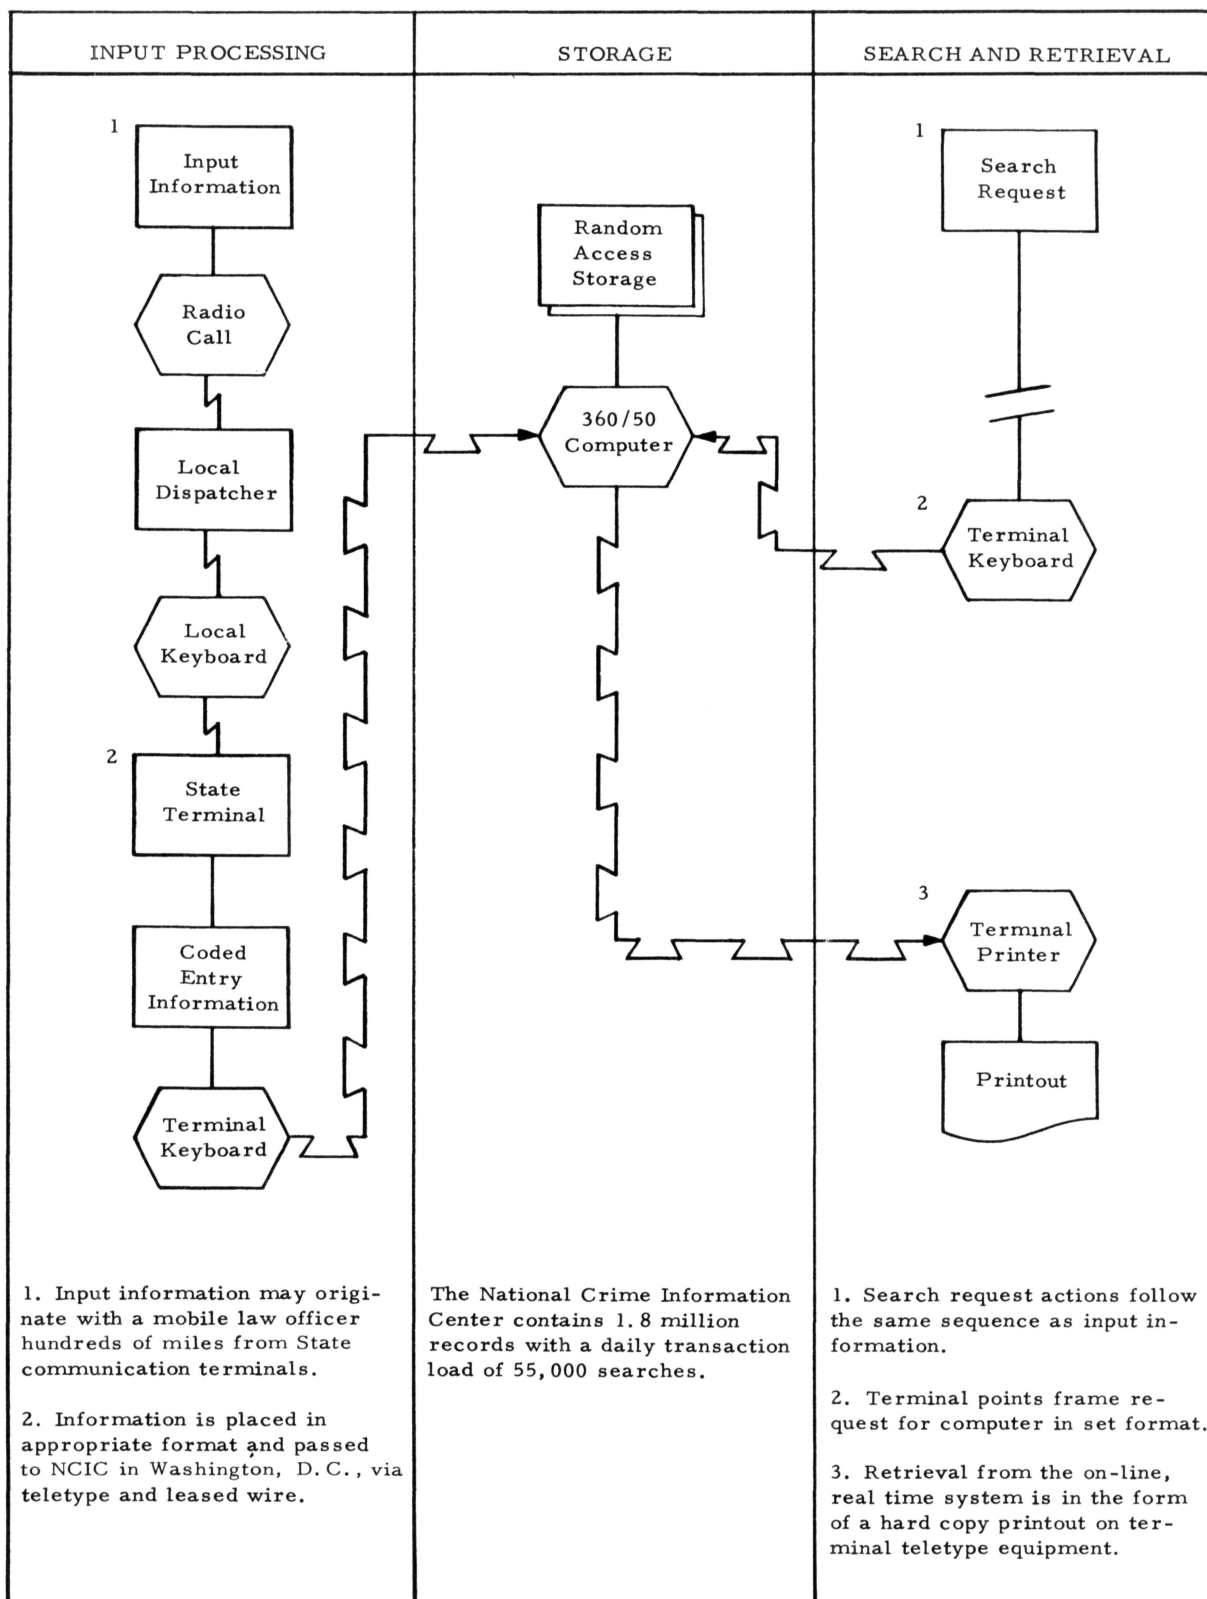 INPUT PROCESSING
STORAGE
SEARCH AND RETRIEVAL
1
Input
Information
Radio
Call
Local
Dispatcher
Local
Keyboard
2
State
Terminal
Coded
Entry
Information
Terminal
Keyboard
Random
Access
Storage
360/50
Computer
1
Search
Request
2
Terminal
Keyboard
3
Terminal
Printer
Printout
1. Input information may origi-
nate with a mobile law officer
hundreds of miles from State
communication terminals.
2. Information is placed in
appropriate format and passed
to NCIC in Washington, D. C., via
teletype and leased wire.
The National Crime Information
Center contains 1. 8 million
records with a daily transaction
load of 55,000 searches.
1. Search request actions follow
the same sequence as input in-
formation.
2. Terminal points frame re-
quest for computer in set format.
3. Retrieval from the on-line,
real time system is in the form
of a hard copy printout on ter-
minal teletype equipment.